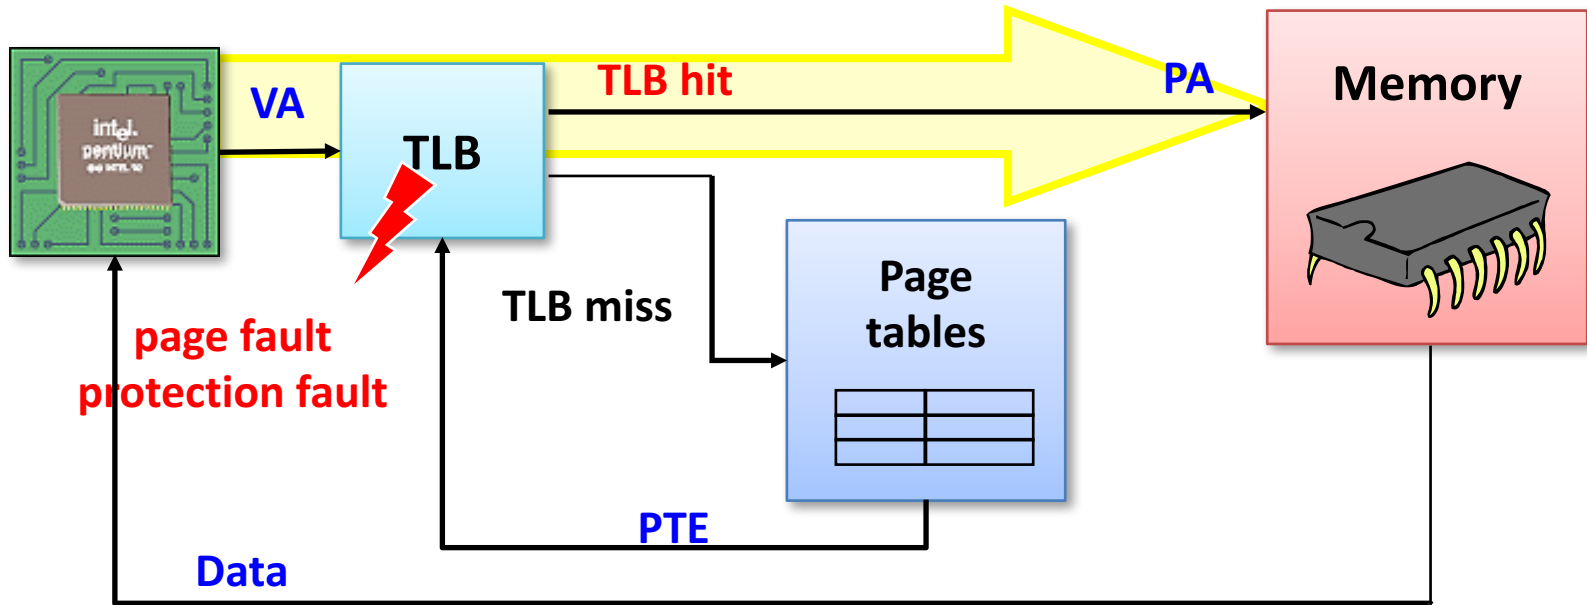 intel.
pentium
VA
TLB
TLB hit
PA
Memory
TLB miss
Page
tables
page fault
protection fault
PTE
Data